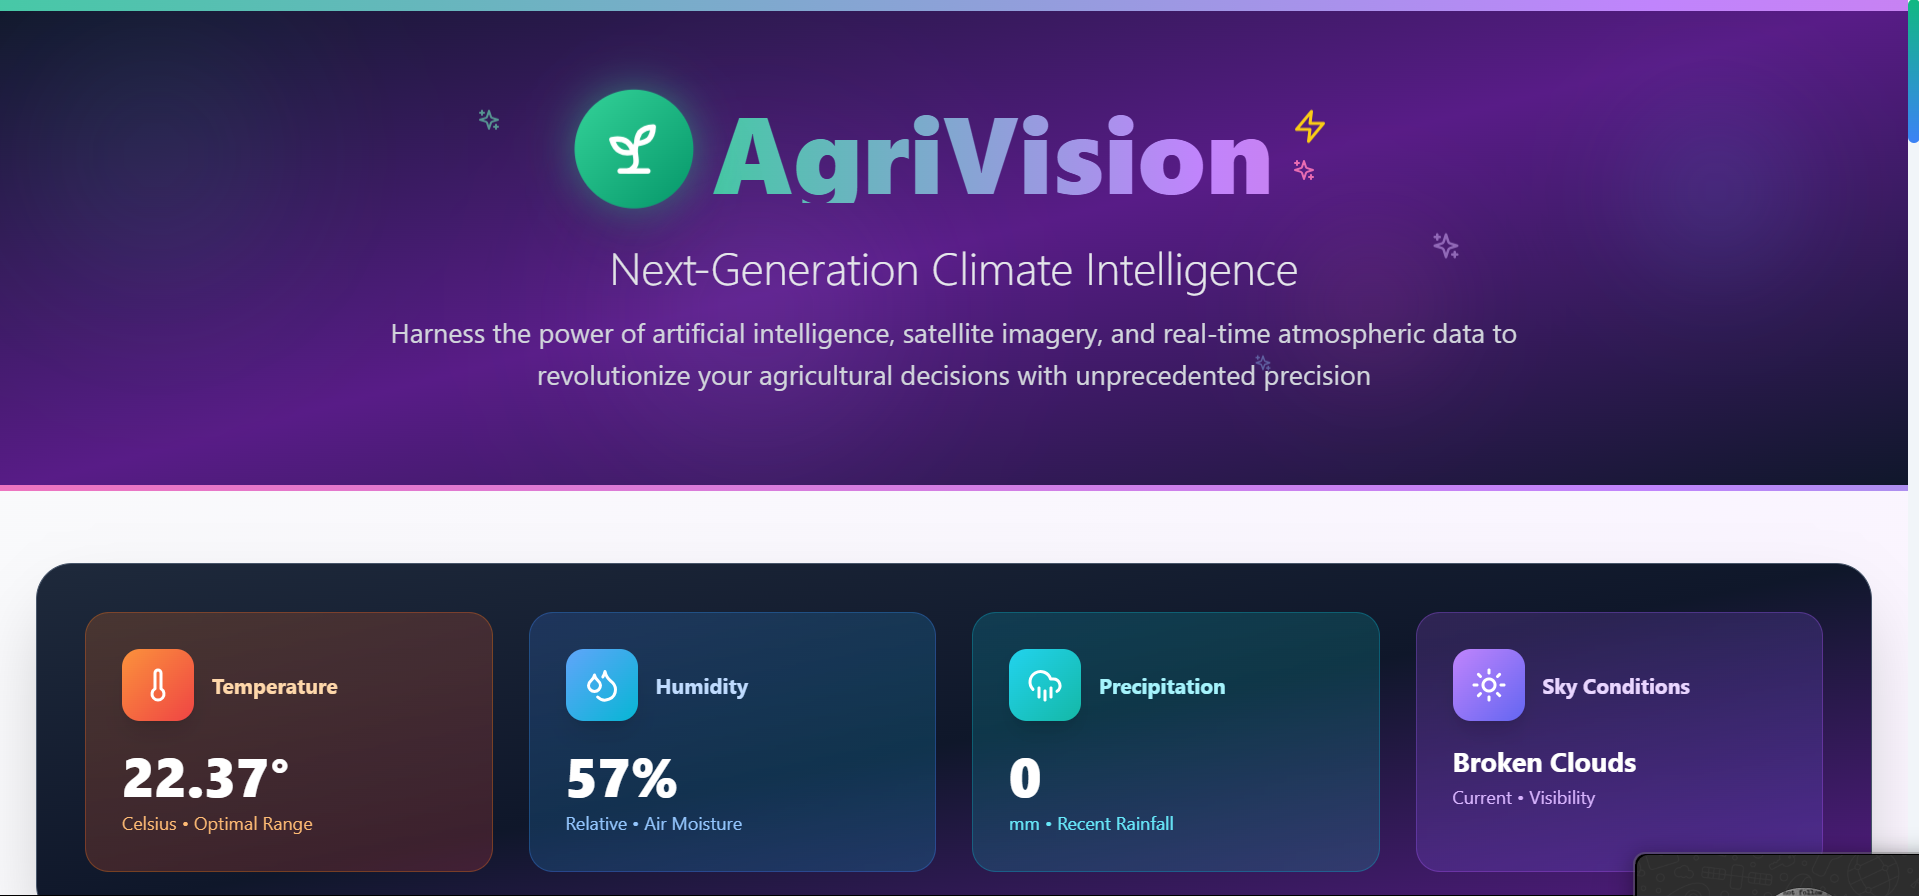 AgriVision
Next-Generation Climate Intelligence
Harness the power of artificial intelligence, satellite imagery, and real-time atmospheric data to
revolutionize your agricultural decisions with unprecedented precision
Temperature
22.37°
Celsius • Optimal Range
Humidity
57%
Relative • Air Moisture
Precipitation
0
mm • Recent Rainfall
Sky Conditions
Broken Clouds
Current • Visibility
not follow